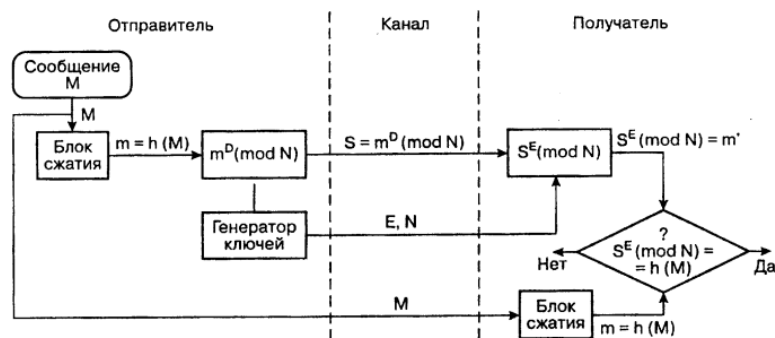 Отправитель
Канал
Получатель
Сообщение
M
M
Блок
сжатия
m = h (M)
m^D (mod N)
S = m^D (mod N)
S^E (mod N)
S^E (mod N) = m'
Генератор
ключей
E, N
?
S^E (mod N) =
= h (M)
Нет
Да
M
Блок
сжатия
m = h (M)